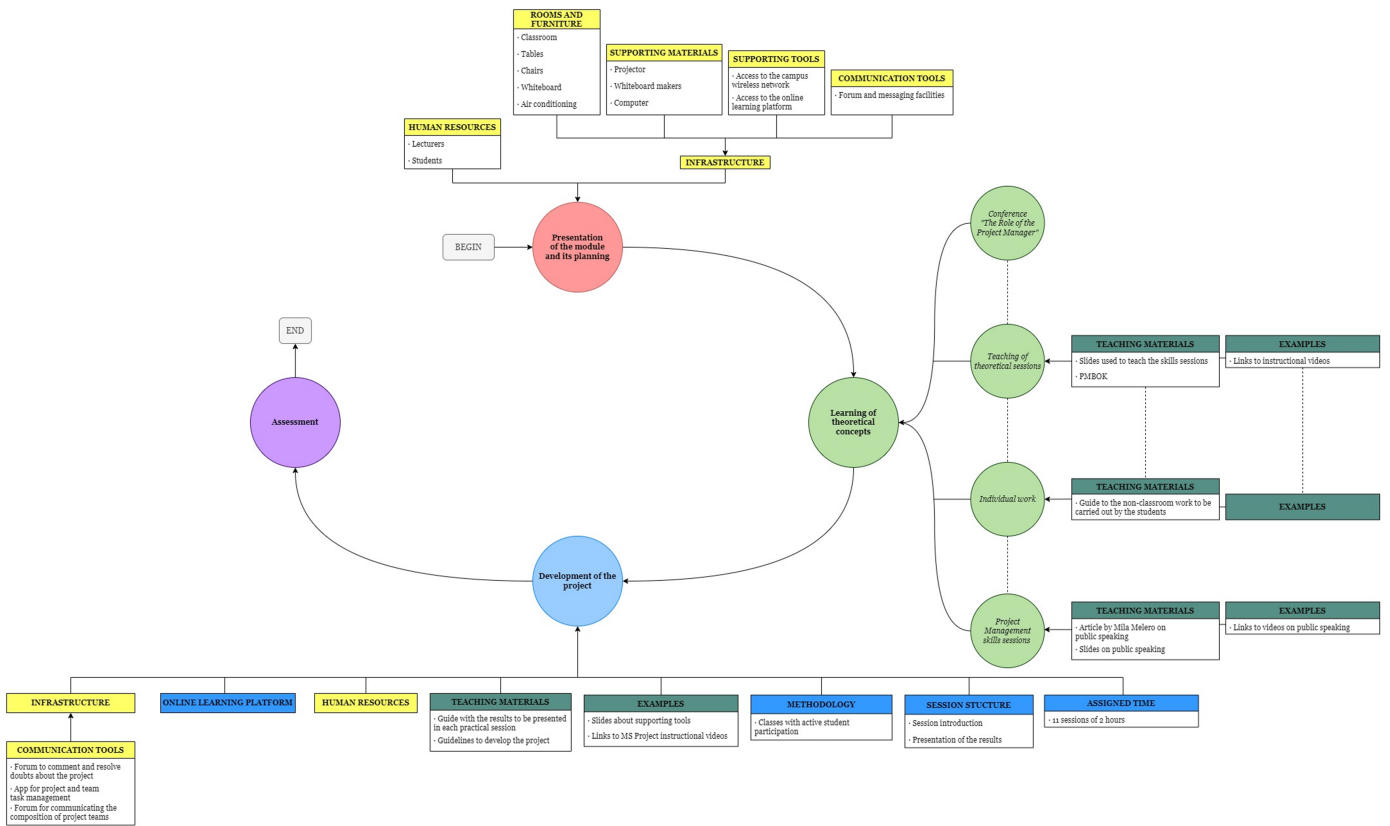 ROOMS AND
FURNITURE
· Classroom
· Tables
· Chairs
· Whiteboard
· Air conditioning
SUPPORTING MATERIALS
· Projector
· Whiteboard makers
· Computer
SUPPORTING TOOLS
· Access to the campus
wireless network
· Access to the online
learning platform
COMMUNICATION TOOLS
· Forum and messaging facilities
HUMAN RESOURCES
· Lecturers
· Students
INFRASTRUCTURE
BEGIN
Presentation
of the module
and its planning
Conference
"The Role of the
Project Manager"
END
Teaching of
theoretical sessions
TEACHING MATERIALS
· Slides used to teach the skills sessions
· PMBOK
EXAMPLES
· Links to instructional videos
Assessment
Learning of
theoretical
concepts
Individual work
TEACHING MATERIALS
· Guide to the non-classroom work to be
carried out by the students
EXAMPLES
Development of the
project
Project
Management
skills sessions
TEACHING MATERIALS
· Article by Mila Melero on
public speaking
· Slides on public speaking
EXAMPLES
· Links to videos on public speaking
INFRASTRUCTURE
COMMUNICATION TOOLS
· Forum to comment and resolve
doubts about the project
· App for project and team
task management
· Forum for communicating the
composition of project teams
ONLINE LEARNING PLATFORM
HUMAN RESOURCES
TEACHING MATERIALS
· Guide with the results to be presented
in each practical session
· Guidelines to develop the project
EXAMPLES
· Slides about supporting tools
· Links to MS Project instructional videos
METHODOLOGY
· Classes with active student
participation
SESSION STUCTURE
· Session introduction
· Presentation of the results
ASSIGNED TIME
· 11 sessions of 2 hours